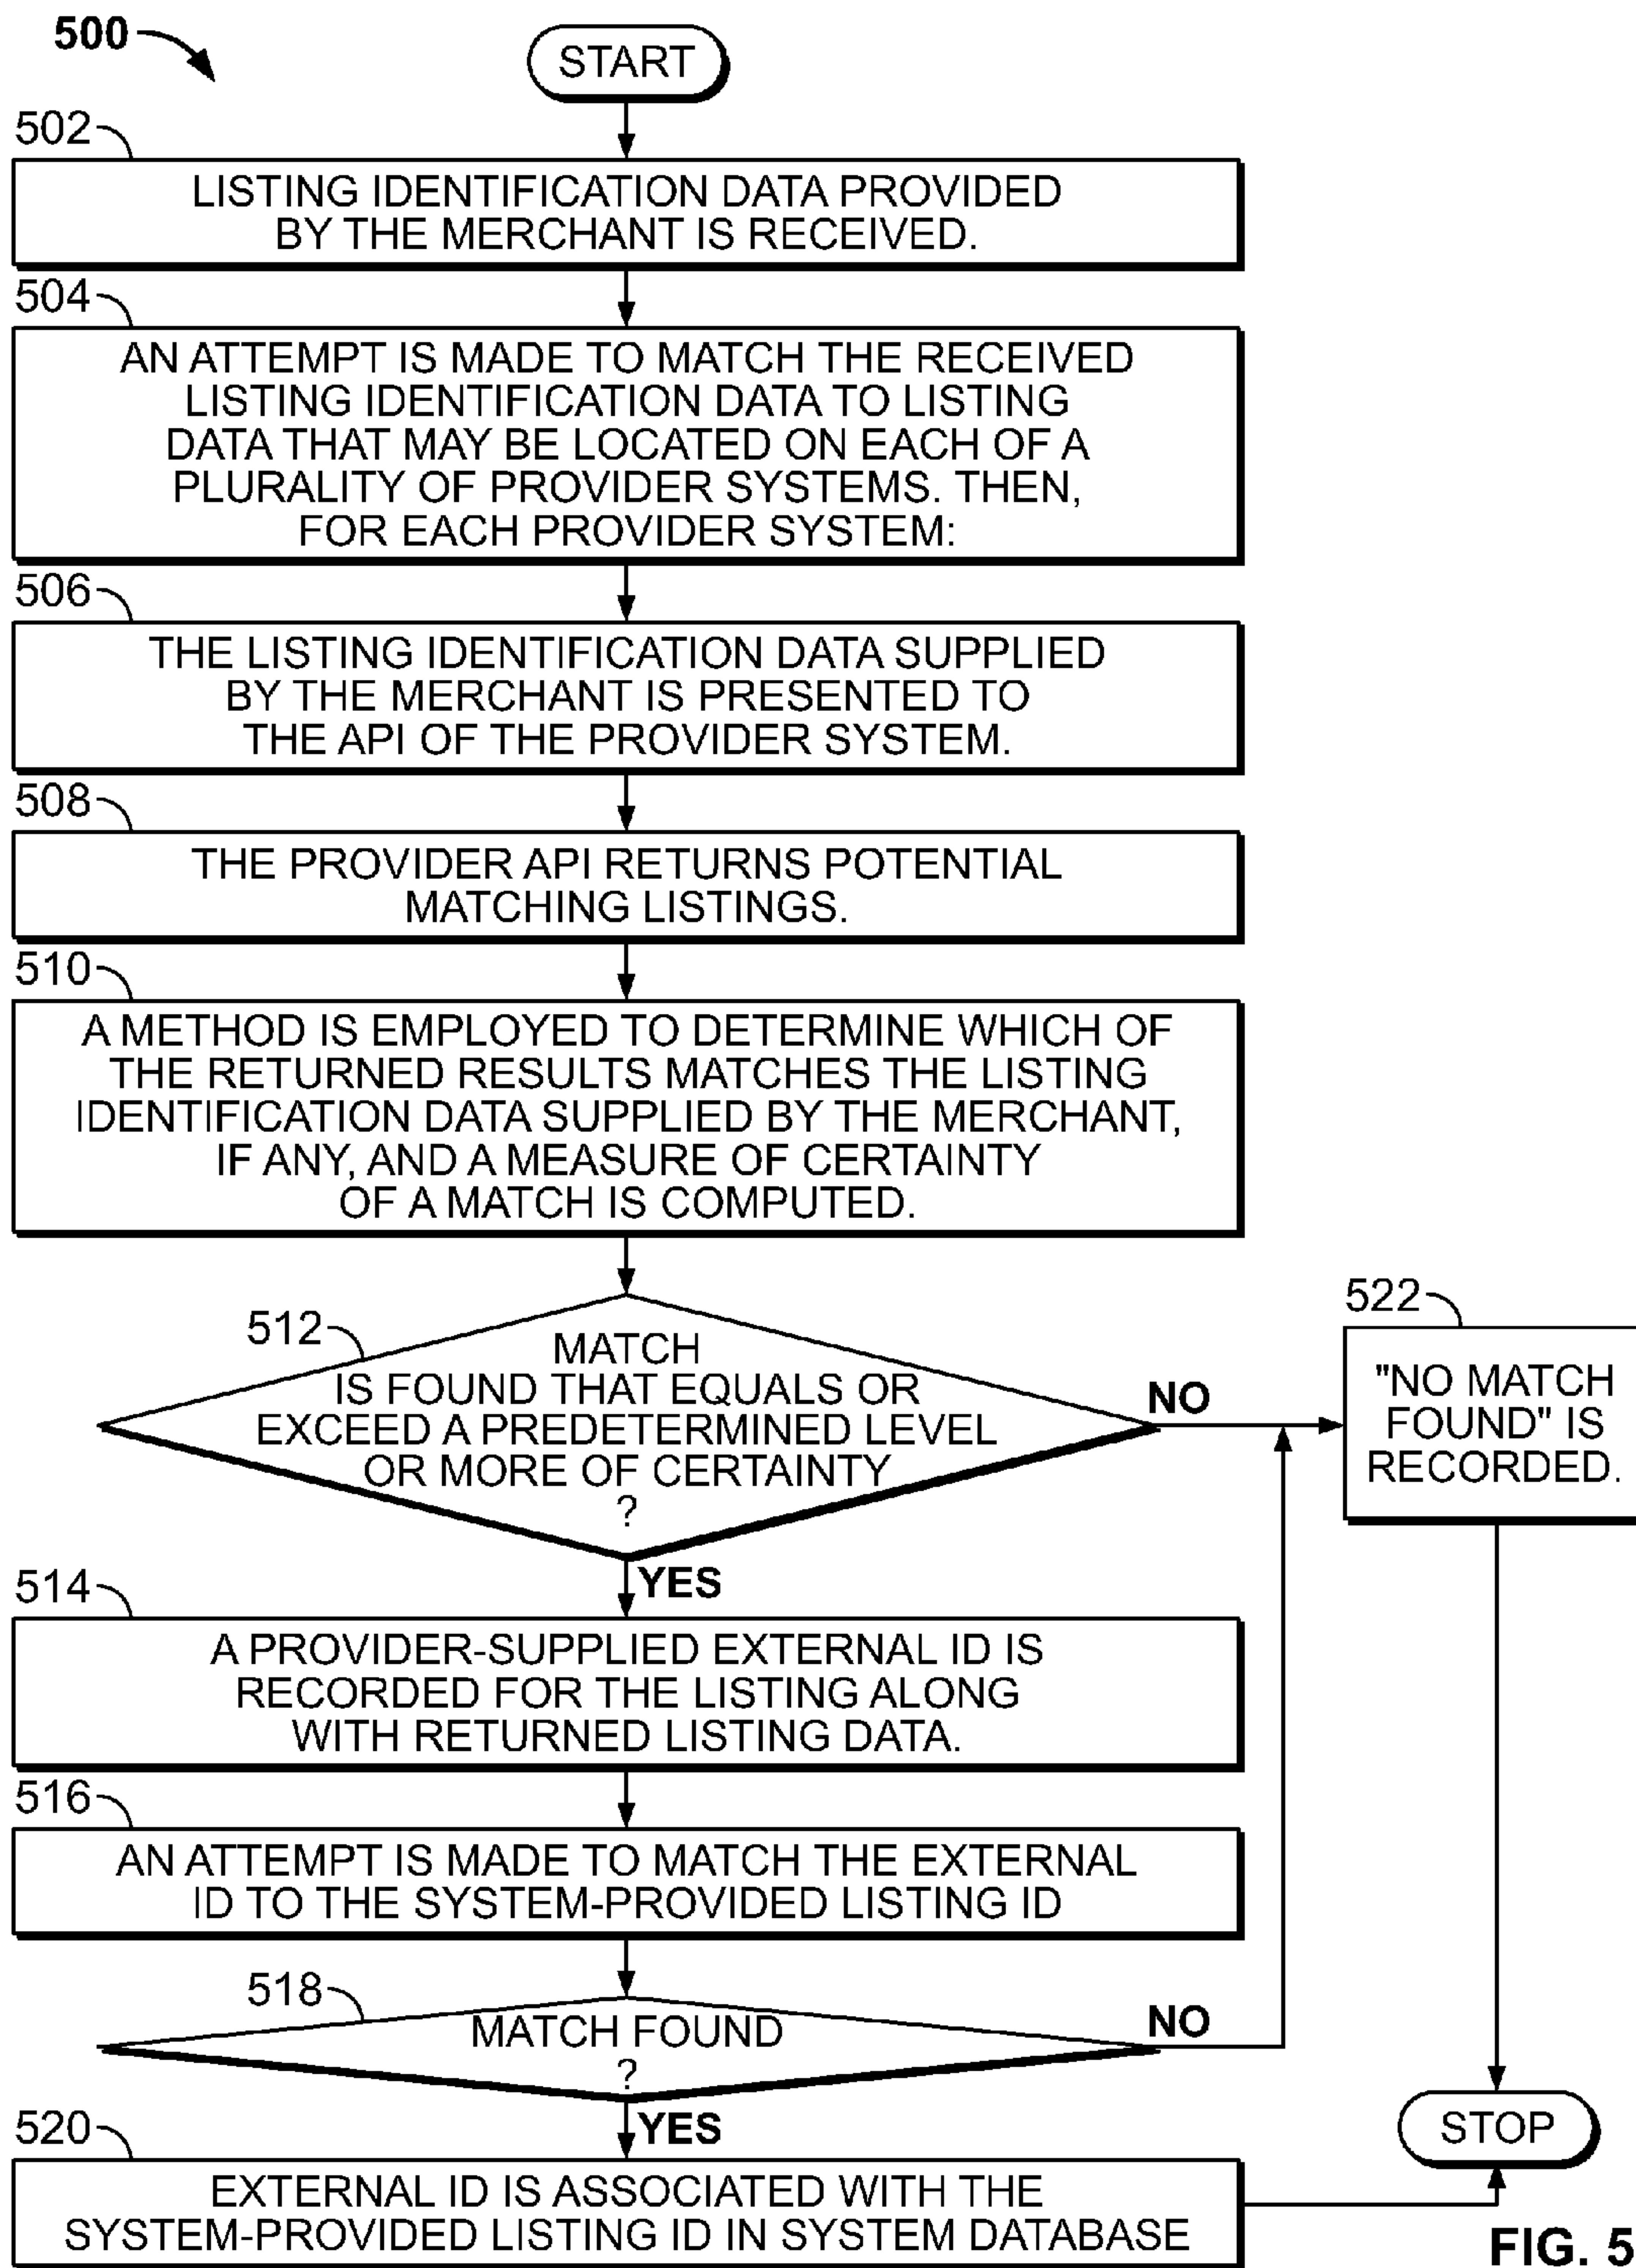 500
START
502
LISTING IDENTIFICATION DATA PROVIDED
BY THE MERCHANT IS RECEIVED.
504
AN ATTEMPT IS MADE TO MATCH THE RECEIVED
LISTING IDENTIFICATION DATA TO LISTING
DATA THAT MAY BE LOCATED ON EACH OF A
PLURALITY OF PROVIDER SYSTEMS. THEN,
FOR EACH PROVIDER SYSTEM:
506
THE LISTING IDENTIFICATION DATA SUPPLIED
BY THE MERCHANT IS PRESENTED TO
THE API OF THE PROVIDER SYSTEM.
508
THE PROVIDER API RETURNS POTENTIAL
MATCHING LISTINGS.
510
A METHOD IS EMPLOYED TO DETERMINE WHICH OF
THE RETURNED RESULTS MATCHES THE LISTING
IDENTIFICATION DATA SUPPLIED BY THE MERCHANT,
IF ANY, AND A MEASURE OF CERTAINTY
OF A MATCH IS COMPUTED.
512
MATCH
IS FOUND THAT EQUALS OR
EXCEED A PREDETERMINED LEVEL
OR MORE OF CERTAINTY
?
NO
522
"NO MATCH
FOUND" IS
RECORDED.
YES
514
A PROVIDER-SUPPLIED EXTERNAL ID IS
RECORDED FOR THE LISTING ALONG
WITH RETURNED LISTING DATA.
516
AN ATTEMPT IS MADE TO MATCH THE EXTERNAL
ID TO THE SYSTEM-PROVIDED LISTING ID
518
MATCH FOUND
?
NO
YES
STOP
520
EXTERNAL ID IS ASSOCIATED WITH THE
SYSTEM-PROVIDED LISTING ID IN SYSTEM DATABASE
FIG. 5